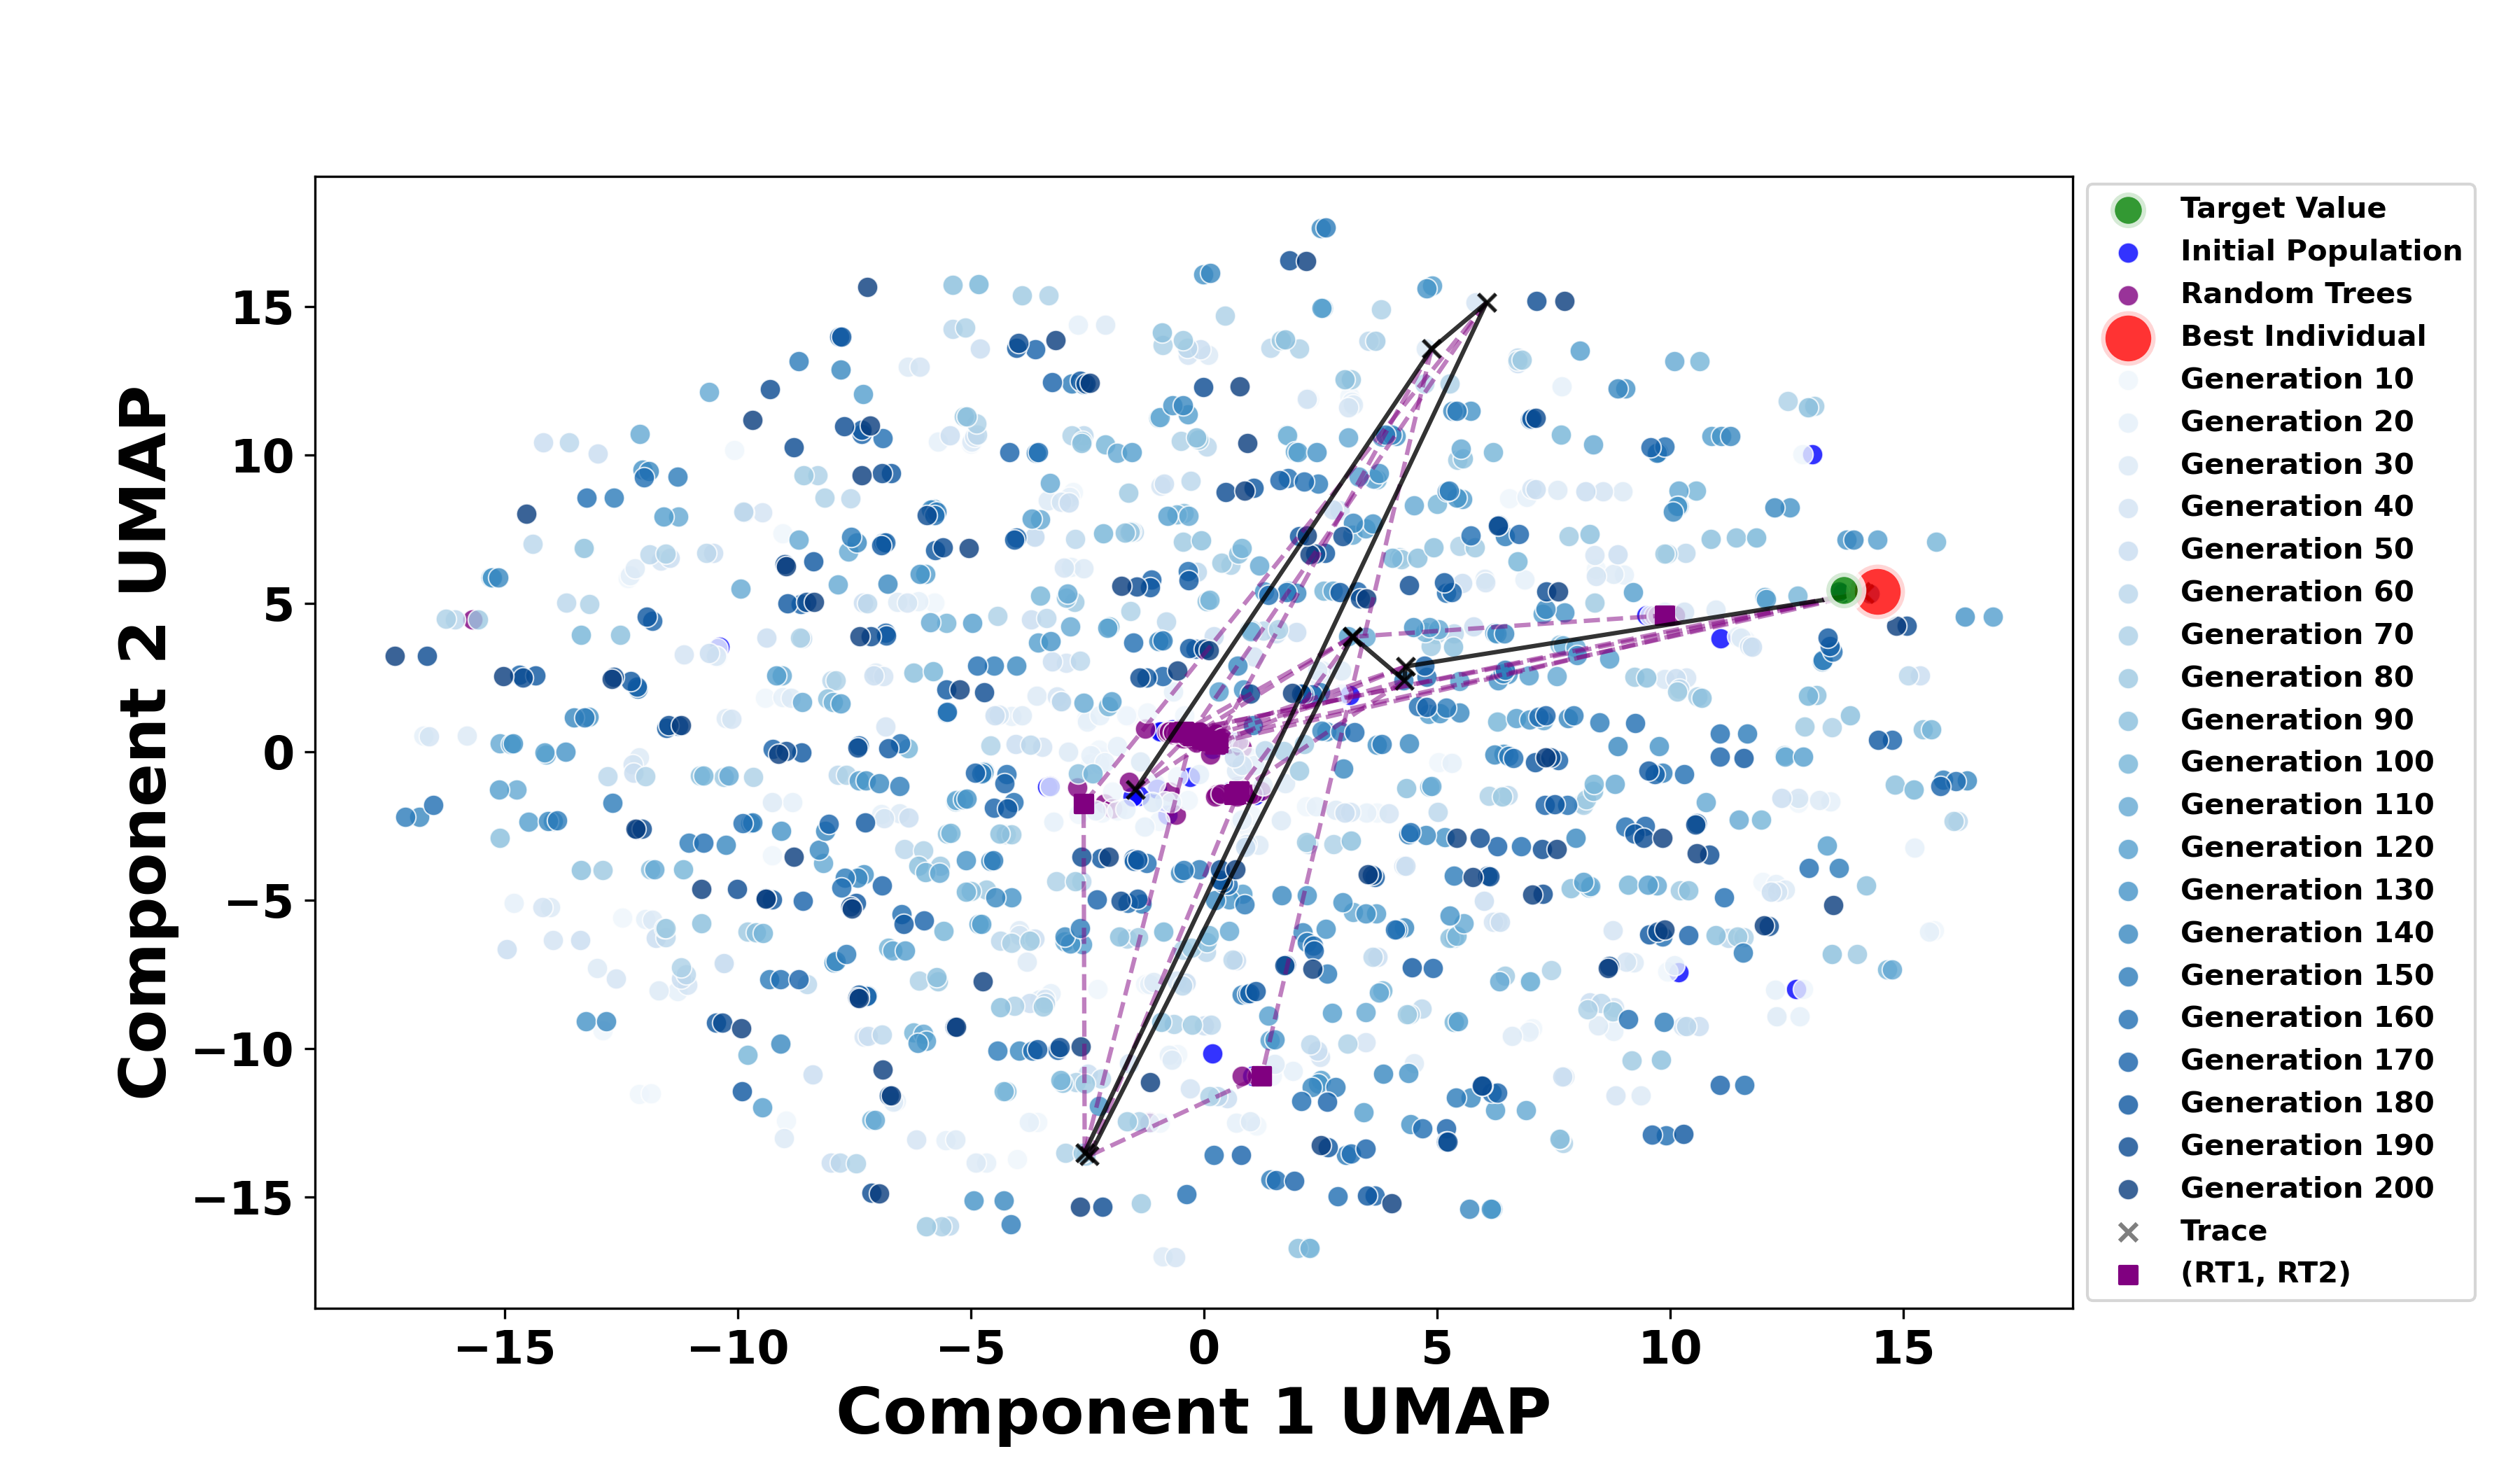 15
10
5
0
−5
−10
−15
−15
−10
−5
0
5
10
15
Component 1 UMAP
Component 2 UMAP
Target Value
Initial Population
Random Trees
Best Individual
Generation 10
Generation 20
Generation 30
Generation 40
Generation 50
Generation 60
Generation 70
Generation 80
Generation 90
Generation 100
Generation 110
Generation 120
Generation 130
Generation 140
Generation 150
Generation 160
Generation 170
Generation 180
Generation 190
Generation 200
Trace
(RT1, RT2)